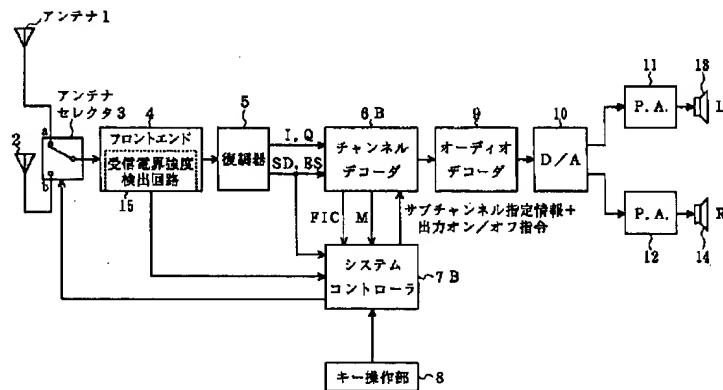 アンテナ1
アンテナ
セレクタ3
2
a
b
4
フロントエンド
受信電界強度
検出回路
15
5
復調器
I,Q
SD,ES
6B
チャンネル
デコーダ
9
オーディオ
デコーダ
10
D/A
11
P.A.
13
L
12
P.A.
14
R
FIC
M
サブチャンネル指定情報+
出力オン/オフ指令
システム
コントローラ
7B
キー操作部
8